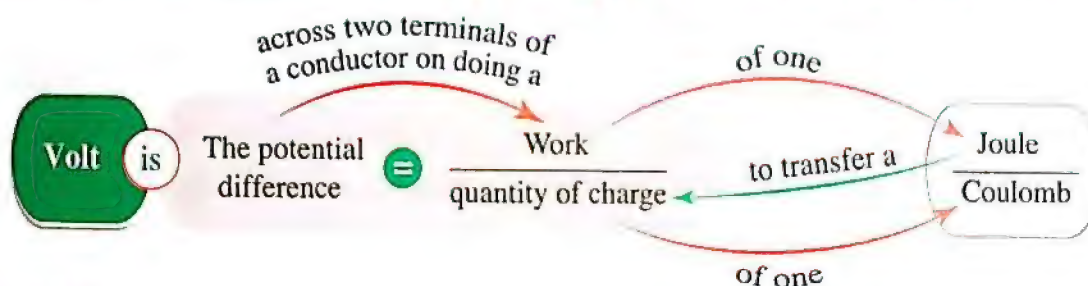 across two terminals of
a conductor on doing a
of one
Volt is The potential
difference
=
Work
quantity of charge
to transfer a
Joule
Coulomb
of one